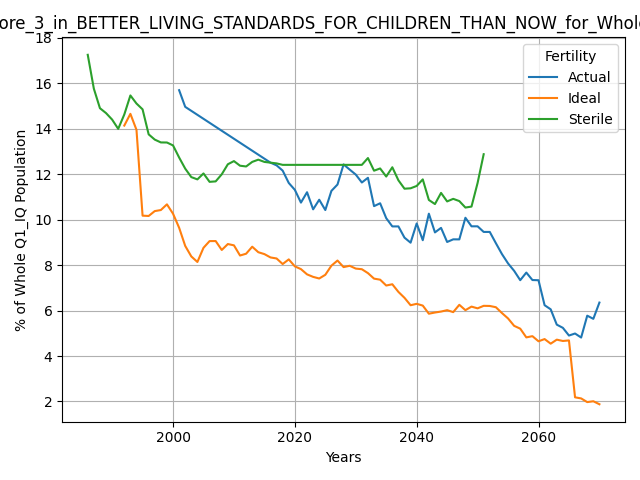 ore_3_in_BETTER_LIVING_STANDARDS_FOR_CHILDREN_THAN_NOW_for_Whole
Fertility
Actual
Ideal
Sterile
% of Whole Q1_IQ Population
18
16
14
12
10
8
6
4
2
2000
2020
2040
2060
Years